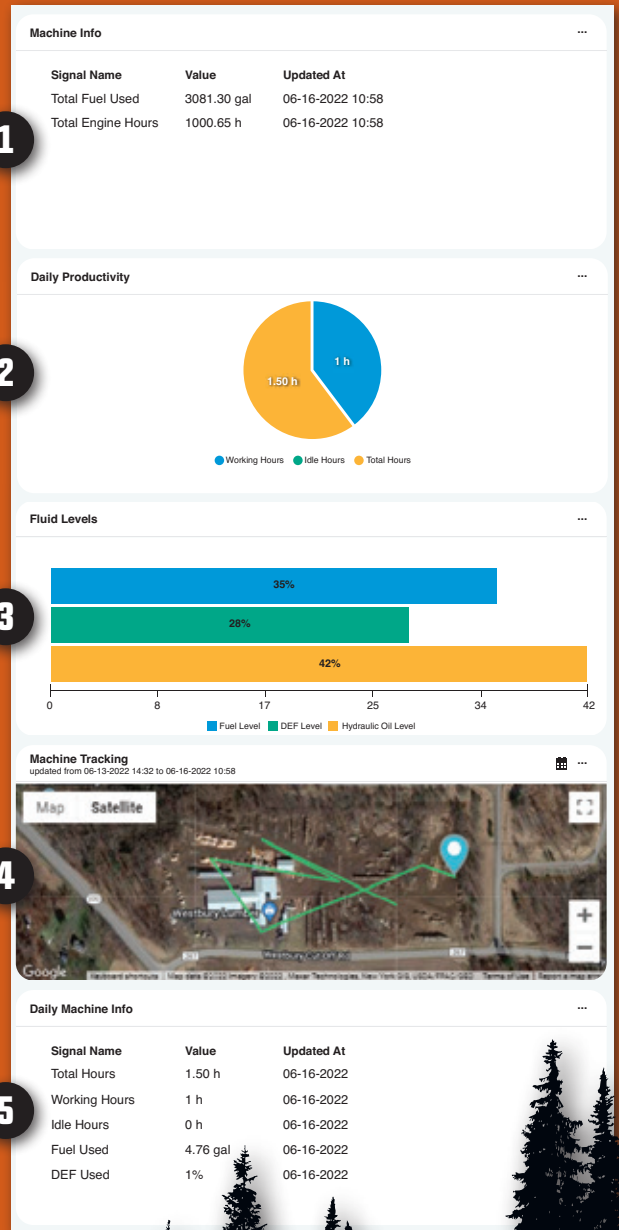 Machine Info ...
Signal Name Value Updated At
Total Fuel Used 3081.30 gal 06-16-2022 10:58
1
Total Engine Hours 1000.65 h 06-16-2022 10:58
Daily Productivity ...
2
1 h
1.50 h
Working Hours Idle Hours Total Hours
Fluid Levels ...
3
35%
28%
42%
0 8 17 25 34 42
Fuel Level DEF Level Hydraulic Oil Level
Machine Tracking ...
updated from 06-13-2022 14:32 to 06-16-2022 10:58
Map Satellite
4
+
−
Google
Daily Machine Info ...
Signal Name Value Updated At
Total Hours 1.50 h 06-16-2022
Working Hours 1 h 06-16-2022
5
Idle Hours 0 h 06-16-2022
Fuel Used 4.76 gal 06-16-2022
DEF Used 1% 06-16-2022